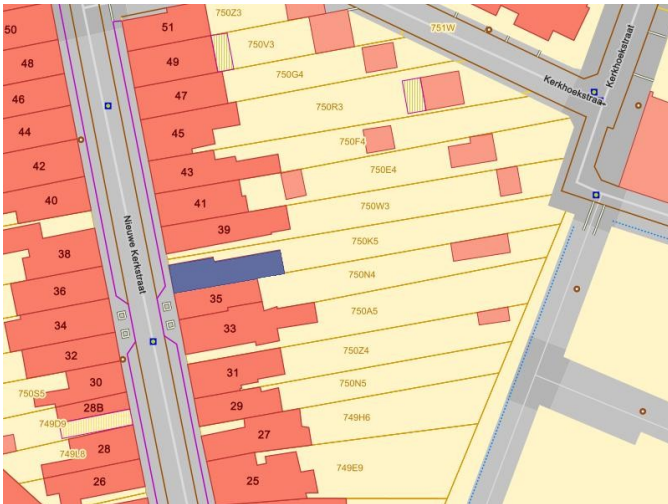 750Z3
50
51
750V3
751W
48
49
750G4
Kerkhoekstraat
Kerkhoekstraat
46
47
750R3
44
45
750F4
42
43
750E4
40
41
750W3
39
Nieuwe Kerkstraat
38
750K5
750N4
36
35
750A5
34
33
750Z4
32
31
30
750N5
750S5
28B
29
749H6
749D9
28
27
749L8
749E9
26
25